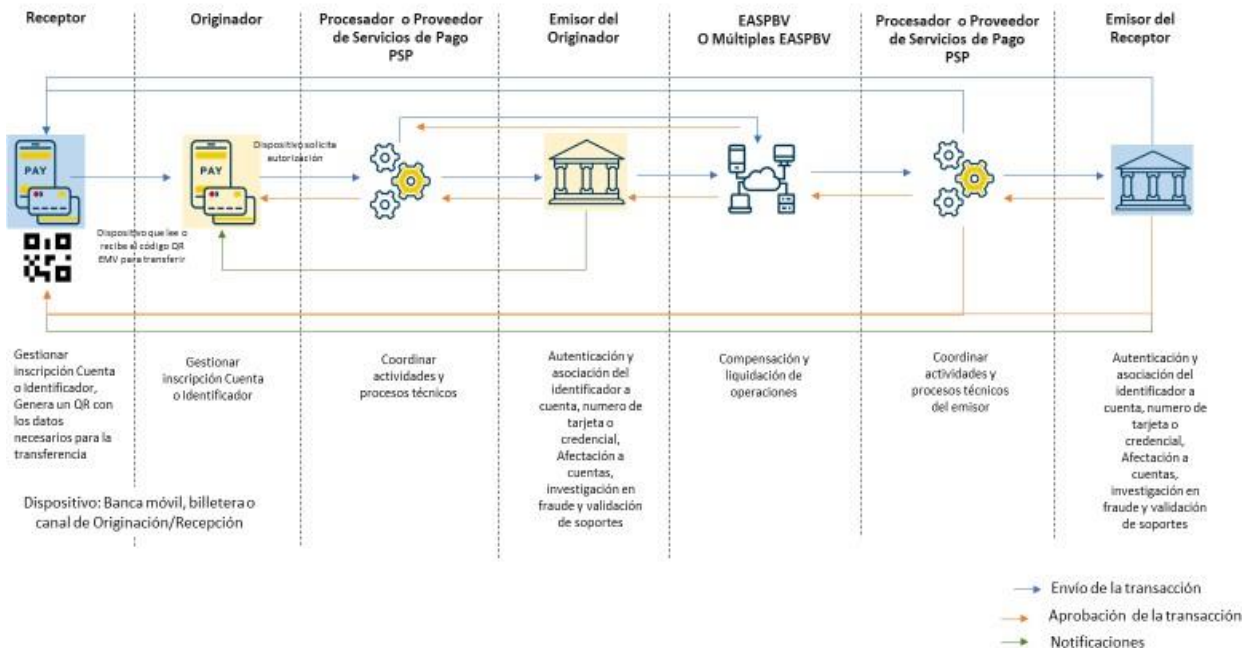 Receptor
Originador
Procesador o Proveedor
de Servicios de Pago
PSP
Emisor del
Originador
EASPBV
O Múltiples EASPBV
Procesador o Proveedor
de Servicios de Pago
PSP
Emisor del
Receptor
PAY
PAY
Dispositivo solicita
autorización
Dispositivo que lee o
recibe el código QR
EMV para transferir
Gestionar
inscripción Cuenta
o Identificador,
Genera un QR con
los datos
necesarios para la
transferencia
Gestionar
inscripción Cuenta
o Identificador
Coordinar
actividades y
procesos técnicos
Autenticación y
asociación del
identificador a
cuenta, numero de
tarjeta o
credencial,
Afectación a
cuentas,
investigación en
fraude y validación
de soportes
Compensación y
liquidación de
operaciones
Coordinar
actividades y
procesos técnicos
del emisor
Autenticación y
asociación del
identificador a
cuenta, numero de
tarjeta o
credencial,
Afectación a
cuentas,
investigación en
fraude y validación
de soportes
Dispositivo: Banca móvil, billetera o
canal de Originación/Recepción
Envío de la transacción
Aprobación de la transacción
Notificaciones